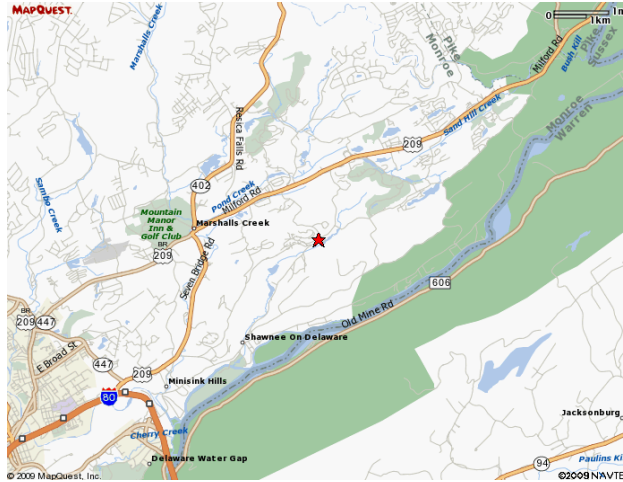 MAPQUEST
0
1m
1km
Marshalls Creek
Pike
Monroe
Milford Rd
Bush Kill
Pike
Sussex
Resica Falls Rd
Sand Hill Creek
Monroe
Warren
209
402
Pond Creek
Milford Rd
Sambo Creek
Mountain
Manor
Inn &
Golf Club
Marshalls Creek
BR
209
Seven Bridge Rd
606
Old Mine Rd
BR
209
447
E Broad St
Shawnee On Delaware
447
209
Minisink Hills
80
Jacksonburg
Cherry Creek
Delaware Water Gap
94
Paulins Ki
© 2009 MapQuest, Inc.
©2009 NAVTE